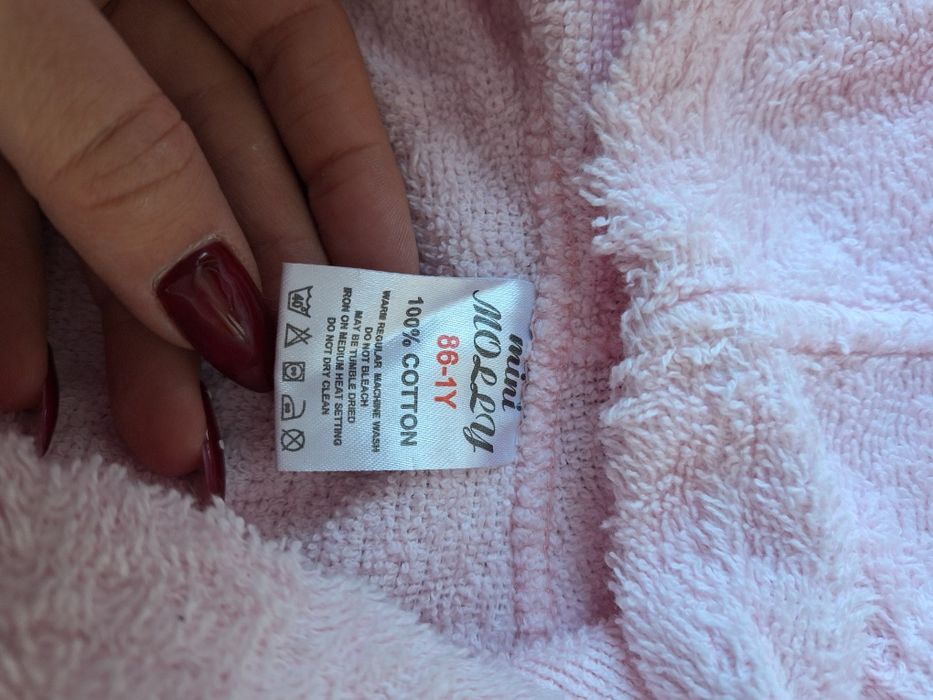 mini
MOLLY
86-1Y
100% COTTON
WARM REGULAR MACHINE WASH
DO NOT BLEACH
MAY BE TUMBLE DRIED
IRON ON MEDIUM HEAT SETTING
DO NOT DRY CLEAN
40